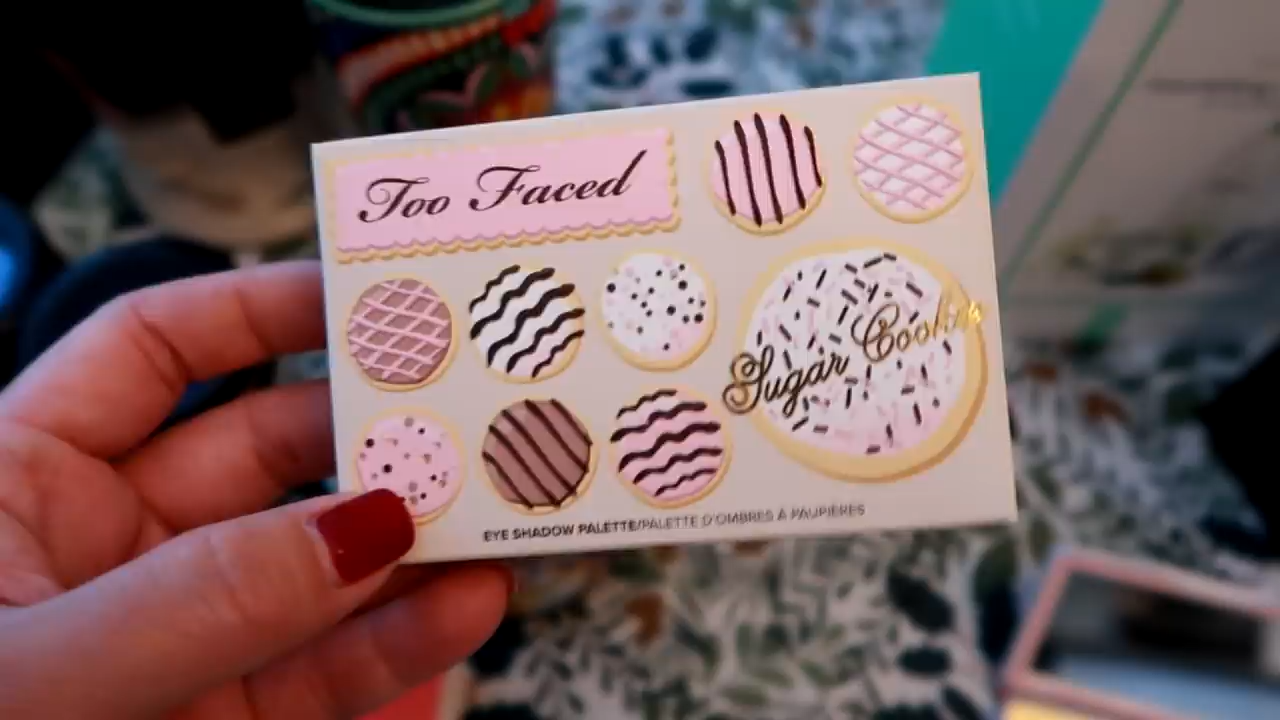 Too Faced
Sugar Cookie
EYE SHADOW PALETTE/PALETTE D'OMBRES À PAUPIÈRES